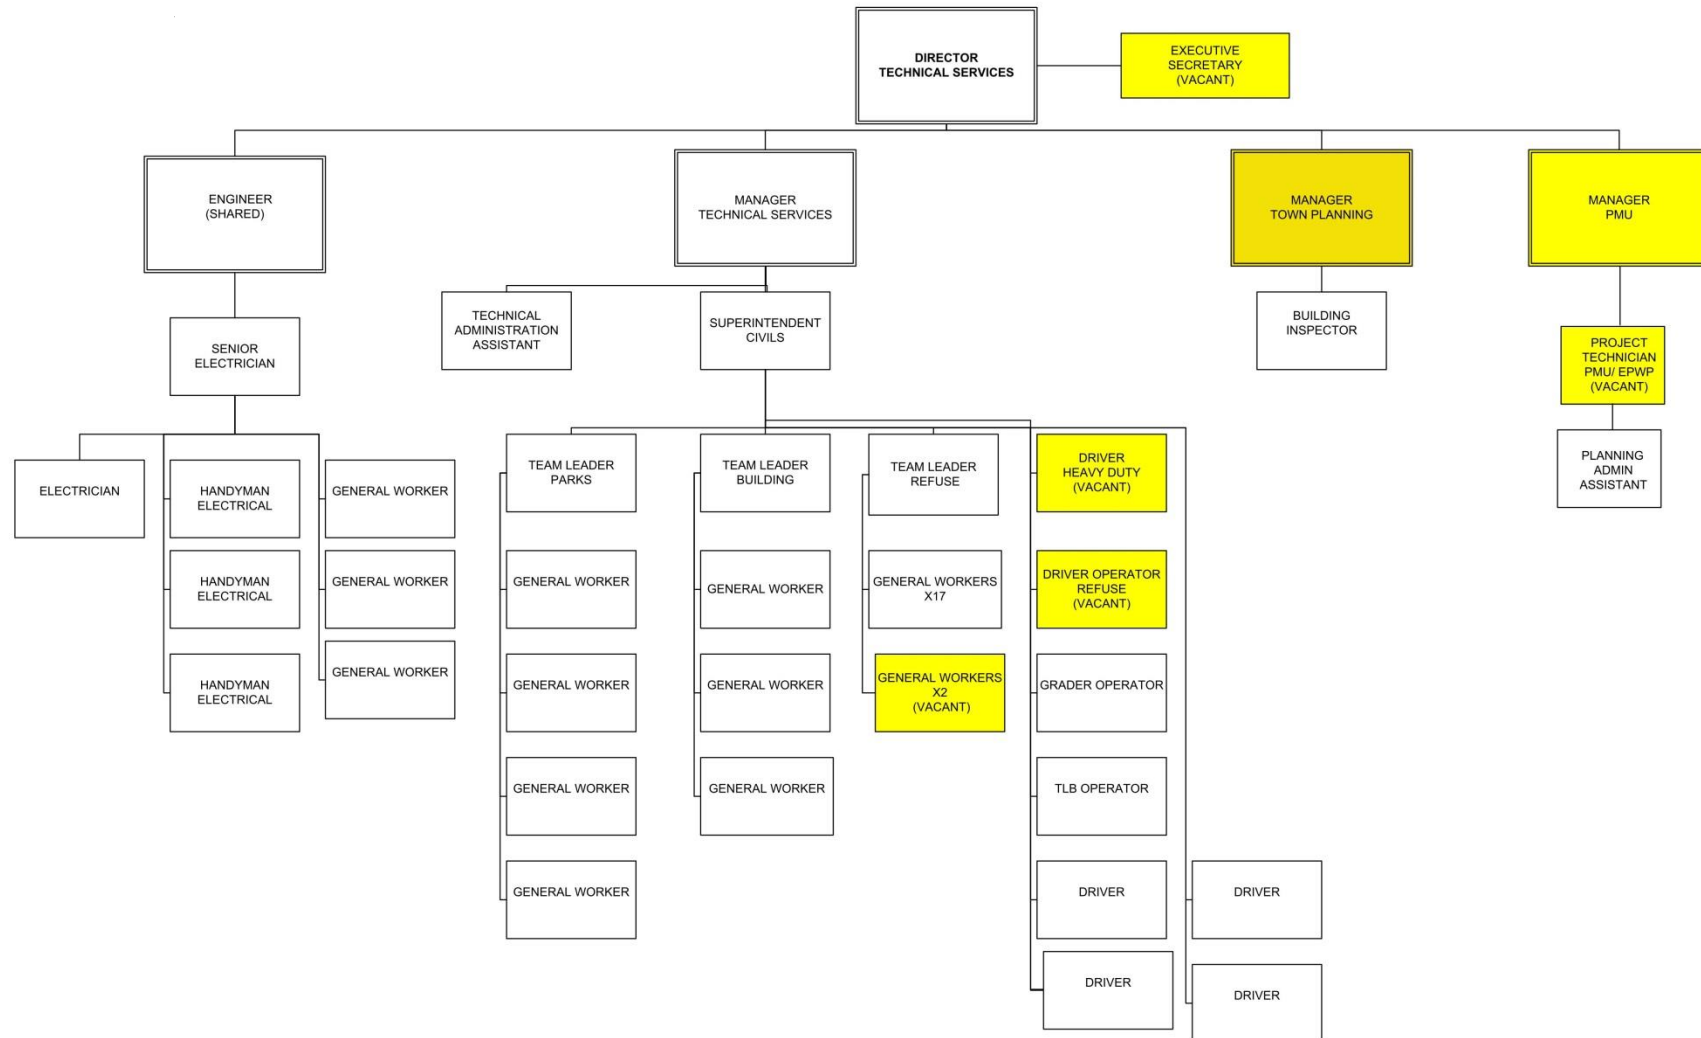 DIRECTOR
TECHNICAL SERVICES
EXECUTIVE
SECRETARY
(VACANT)
ENGINEER
(SHARED)
MANAGER
TECHNICAL SERVICES
MANAGER
TOWN PLANNING
MANAGER
PMU
SENIOR
ELECTRICIAN
TECHNICAL
ADMINISTRATION
ASSISTANT
SUPERINTENDENT
CIVILS
BUILDING
INSPECTOR
PROJECT
TECHNICIAN
PMU/ EPWP
(VACANT)
PLANNING
ADMIN
ASSISTANT
ELECTRICIAN
HANDYMAN
ELECTRICAL
HANDYMAN
ELECTRICAL
HANDYMAN
ELECTRICAL
GENERAL WORKER
GENERAL WORKER
GENERAL WORKER
TEAM LEADER
PARKS
GENERAL WORKER
GENERAL WORKER
GENERAL WORKER
GENERAL WORKER
TEAM LEADER
BUILDING
GENERAL WORKER
GENERAL WORKER
GENERAL WORKER
TEAM LEADER
REFUSE
GENERAL WORKERS
X17
GENERAL WORKERS
X2
(VACANT)
DRIVER
HEAVY DUTY
(VACANT)
DRIVER OPERATOR
REFUSE
(VACANT)
GRADER OPERATOR
TLB OPERATOR
DRIVER
DRIVER
DRIVER
DRIVER